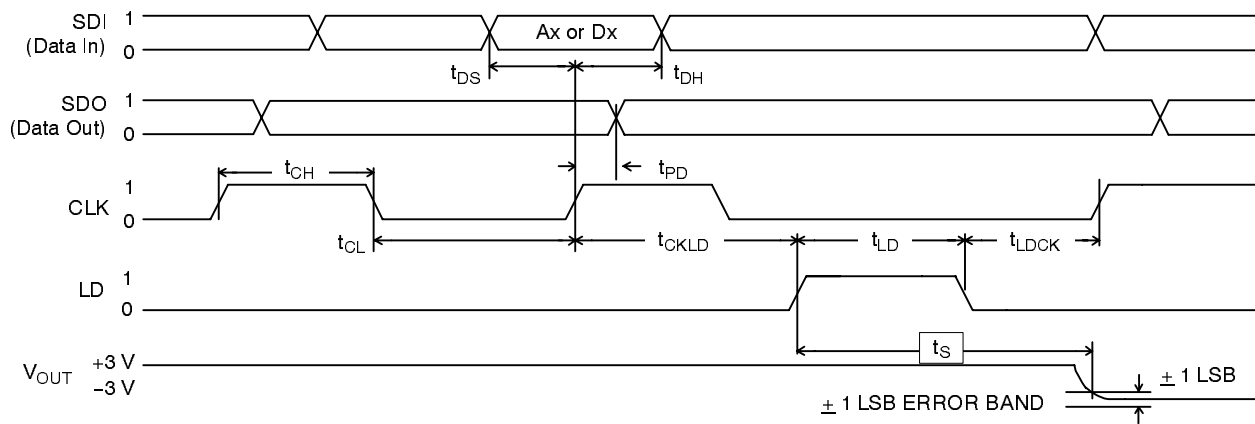 SDI
(Data In)
1
0
Ax or Dx
tDS
tDH
SDO
(Data Out)
1
0
tCH
tPD
CLK
1
0
tCL
tCKLD
tLD
tLDCK
LD
1
0
tS
VOUT
+3 V
−3 V
± 1 LSB
± 1 LSB ERROR BAND